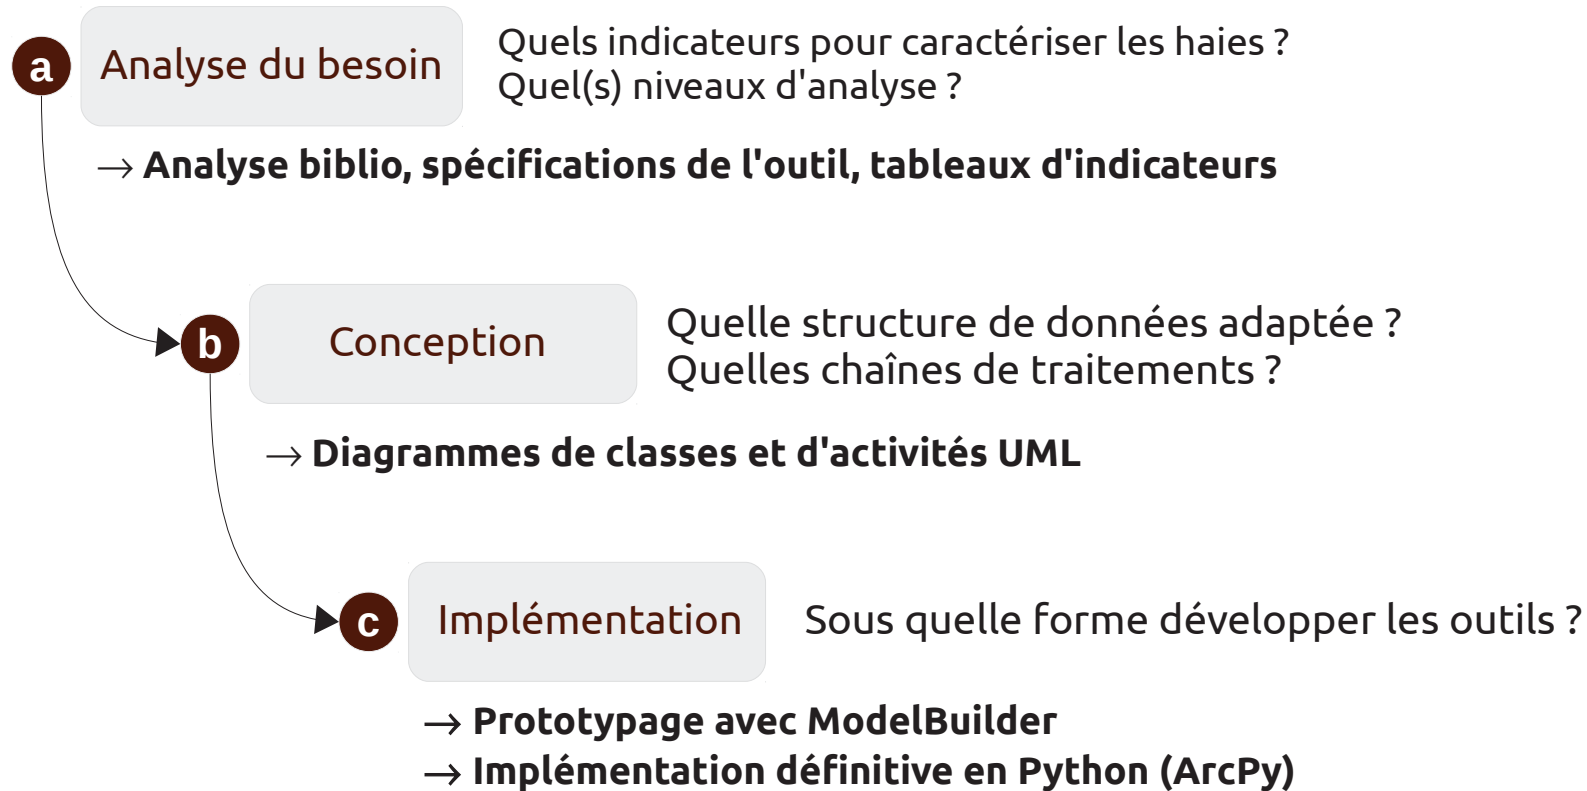 a
Analyse du besoin
Quels indicateurs pour caractériser les haies ?
Quel(s) niveaux d'analyse ?
→ Analyse biblio, spécifications de l'outil, tableaux d'indicateurs
b
Conception
Quelle structure de données adaptée ?
Quelles chaînes de traitements ?
→ Diagrammes de classes et d'activités UML
c
Implémentation
Sous quelle forme développer les outils ?
→ Prototypage avec ModelBuilder
→ Implémentation définitive en Python (ArcPy)